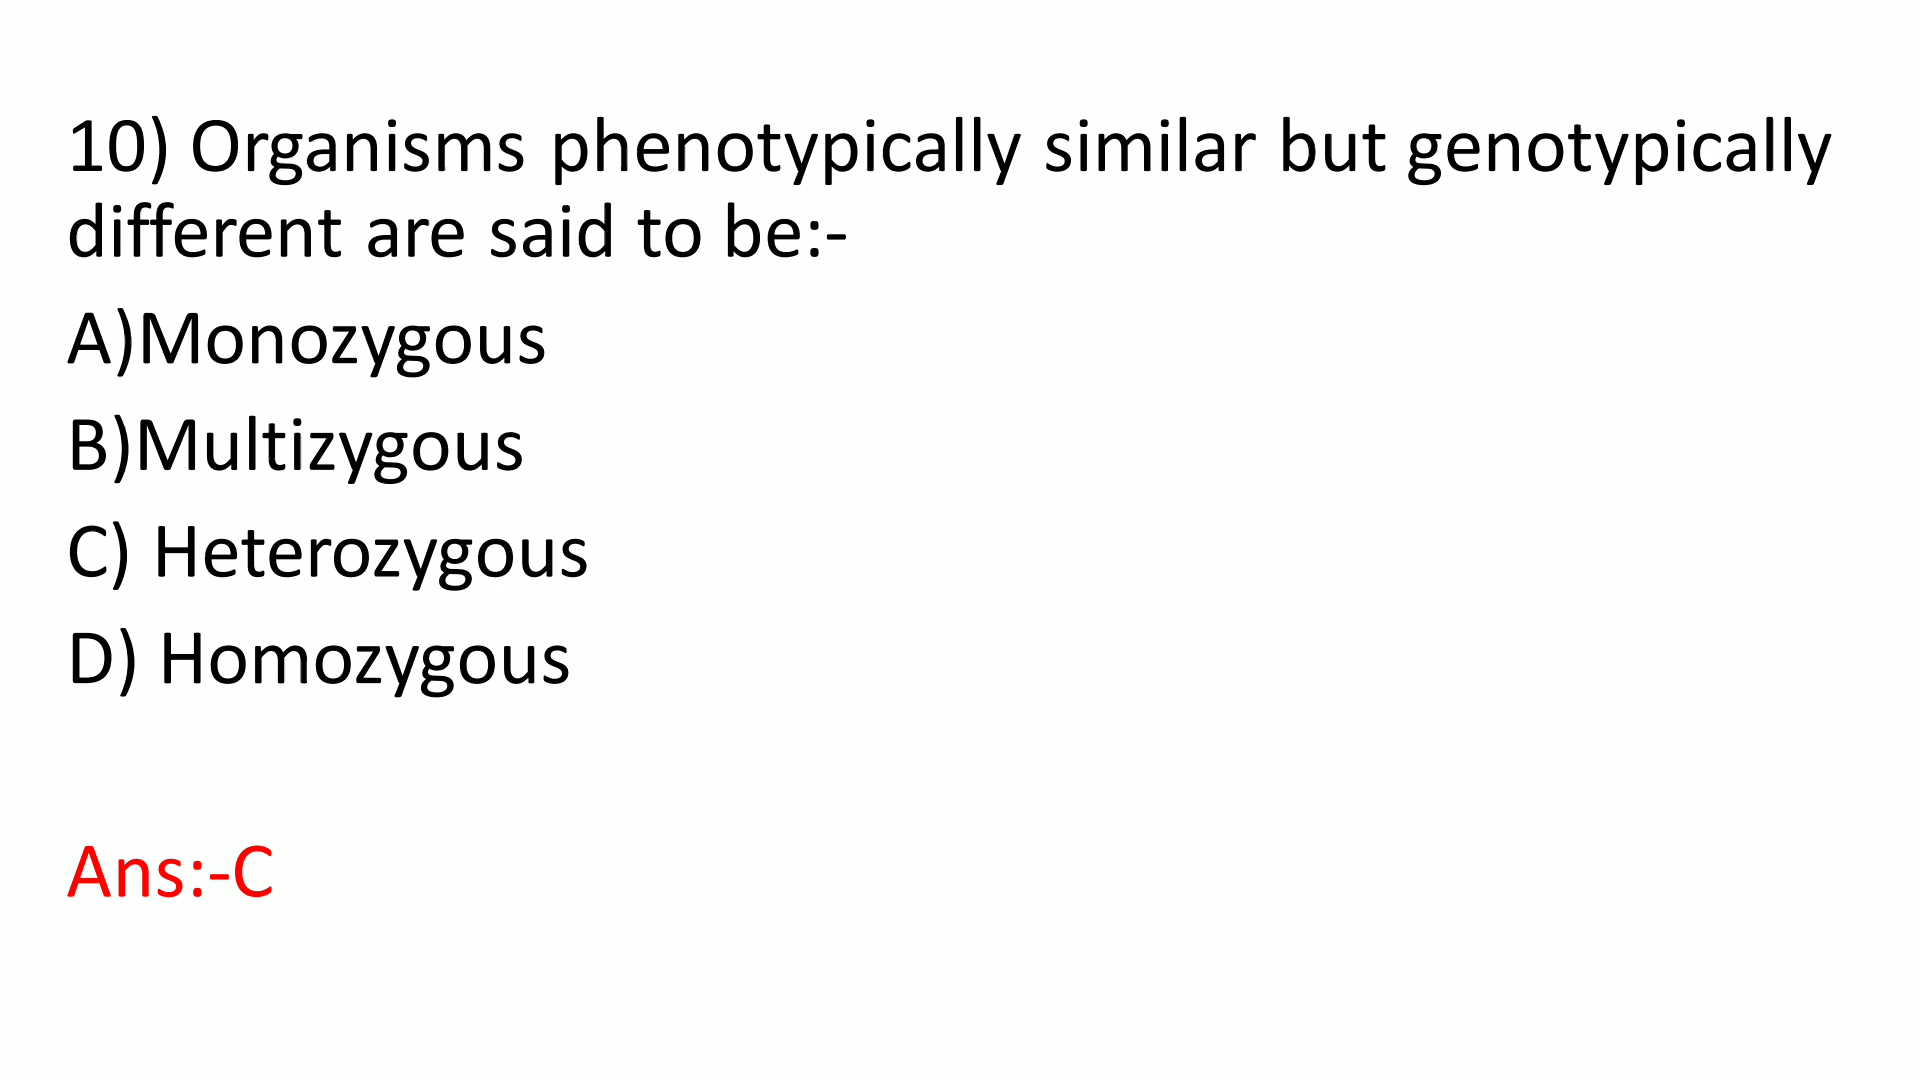 10) Organisms phenotypically similar but genotypically
different are said to be:-
A)Monozygous
B)Multizygous
C) Heterozygous
D) Homozygous
Ans:-C